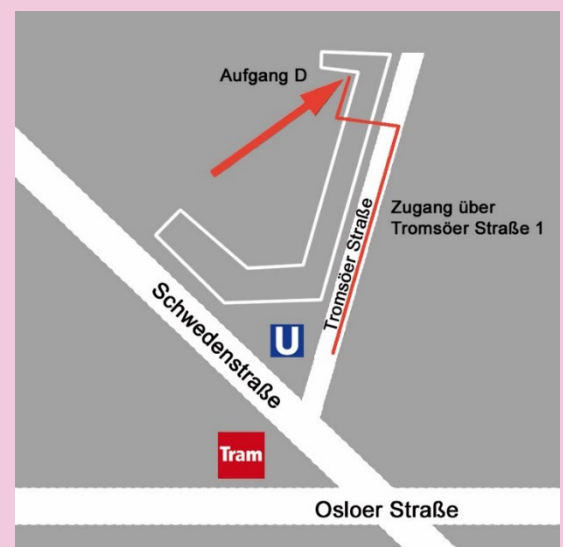 Aufgang D
Zugang über
Tromsöer Straße 1
Tromsöer Straße
Schwedenstraße
U
Tram
Osloer Straße